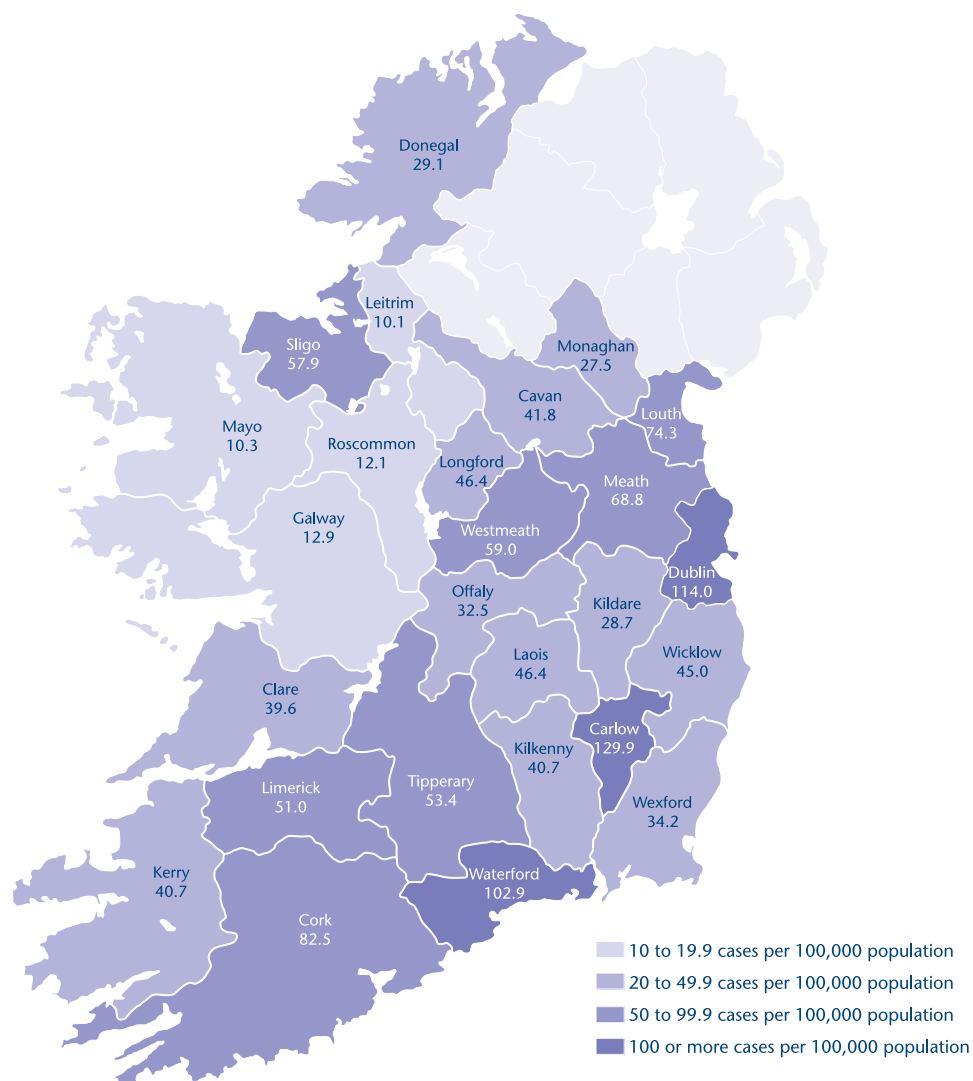 Donegal
29.1
Leitrim
10.1
Sligo
57.9
Monaghan
27.5
Cavan
41.8
Louth
74.3
Mayo
10.3
Roscommon
12.1
Longford
46.4
Meath
68.8
Galway
12.9
Westmeath
59.0
Dublin
114.0
Offaly
32.5
Kildare
28.7
Laois
46.4
Wicklow
45.0
Clare
39.6
Carlow
129.9
Kilkenny
40.7
Tipperary
53.4
Limerick
51.0
Wexford
34.2
Kerry
40.7
Waterford
102.9
Cork
82.5
10 to 19.9 cases per 100,000 population
20 to 49.9 cases per 100,000 population
50 to 99.9 cases per 100,000 population
100 or more cases per 100,000 population